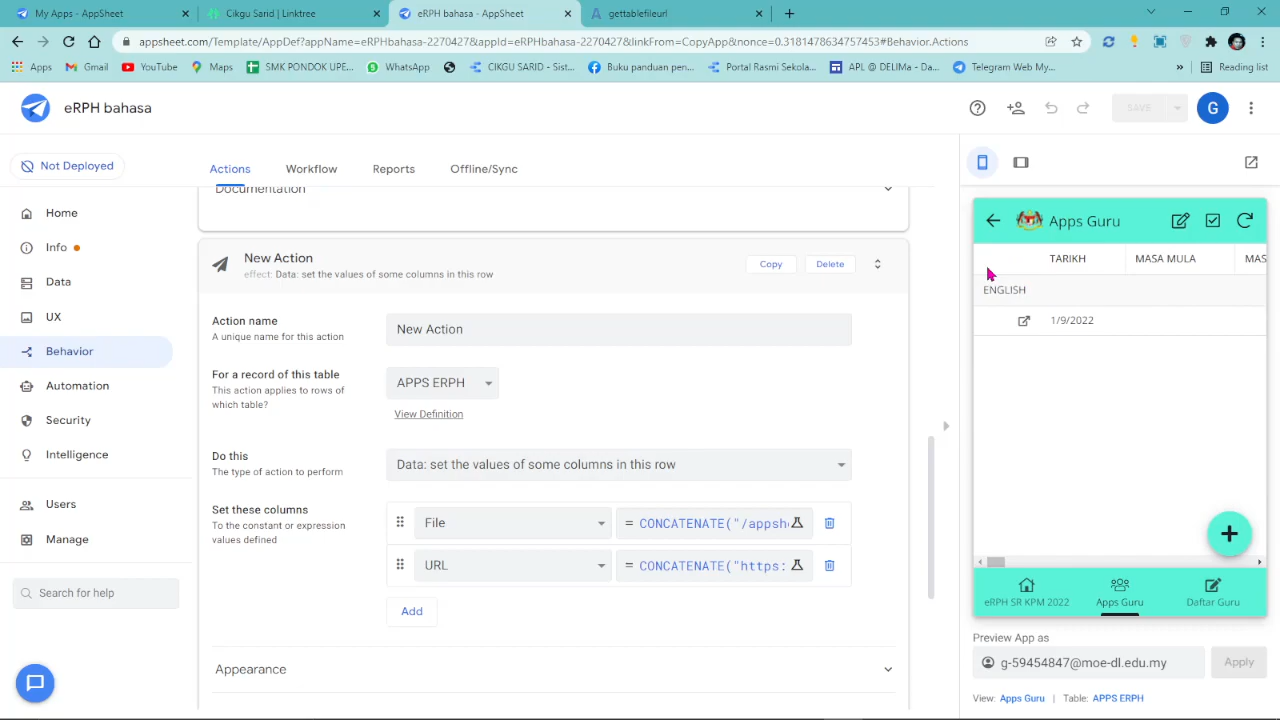 My Apps - AppSheet
Cikgu Sarid | Linktree
eRPH bahasa - AppSheet
gettablefileurl
appsheet.com/Template/AppDef?appName=eRPHbahasa-2270427&appId=eRPHbahasa-2270427&linkFrom=CopyApp&nonce=0.3181478634757453#Behavior.Actions
Apps
Gmail
YouTube
Maps
SMK PONDOK UPE...
WhatsApp
CIKGU SARID - Sist...
Buku panduan pen...
Portal Rasmi Sekola...
APL @ DELIMa - Da...
Telegram Web My...
»
Reading list
eRPH bahasa
SAVE
G
Not Deployed
Actions
Workflow
Reports
Offline/Sync
Home
Info
Data
UX
Behavior
Automation
Security
Intelligence
Users
Manage
Search for help
Documentation
New Action
effect: Data: set the values of some columns in this row
Copy
Delete
Action name
A unique name for this action
New Action
For a record of this table
This action applies to rows of
which table?
APPS ERPH
View Definition
Do this
The type of action to perform
Data: set the values of some columns in this row
Set these columns
To the constant or expression
values defined
File
= CONCATENATE("/appsh
URL
= CONCATENATE("https:
Add
Appearance
Apps Guru
TARIKH
MASA MULA
MAS
ENGLISH
1/9/2022
eRPH SR KPM 2022
Apps Guru
Daftar Guru
Preview App as
g-59454847@moe-dl.edu.my
Apply
View: Apps Guru | Table: APPS ERPH